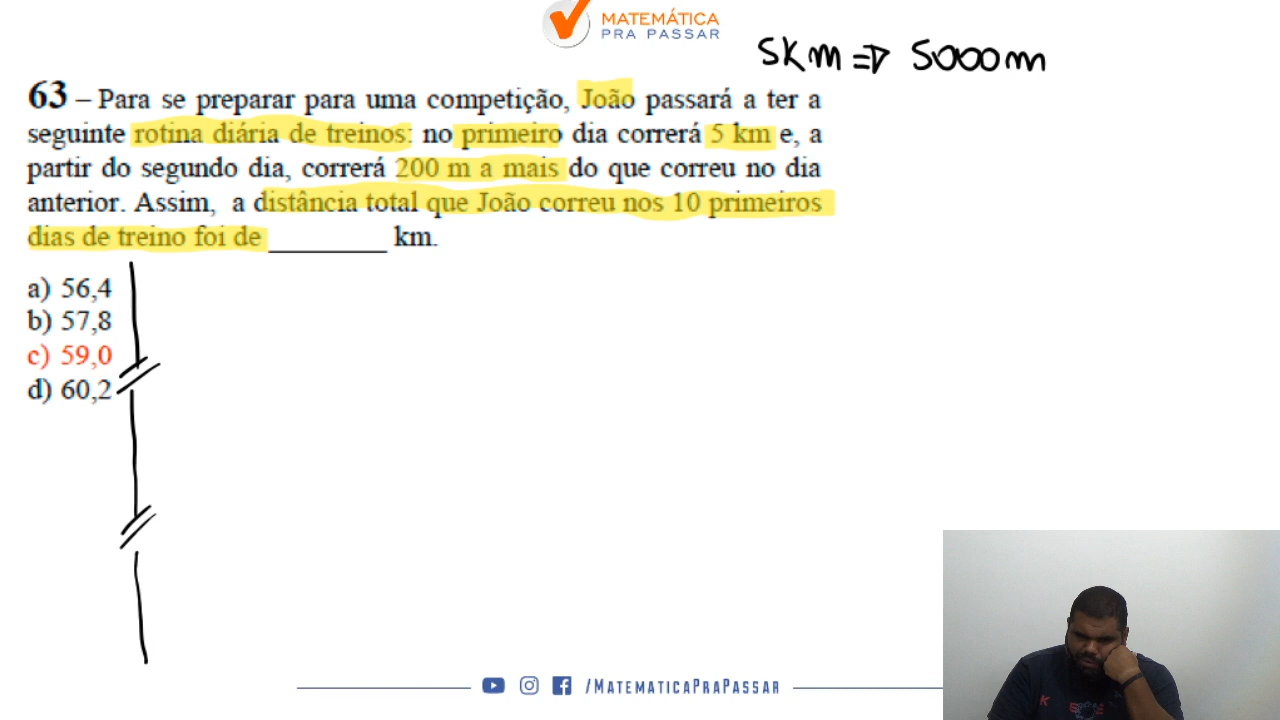 MATEMÁTICA
PRA PASSAR
5Km ⇒ 5000m
63 – Para se preparar para uma competição, João passará a ter a
seguinte rotina diária de treinos: no primeiro dia correrá 5 km e, a
partir do segundo dia, correrá 200 m a mais do que correu no dia
anterior. Assim, a distância total que João correu nos 10 primeiros
dias de treino foi de ________ km.
a) 56,4
b) 57,8
c) 59,0
d) 60,2
/MATEMATICAPRAPASSAR